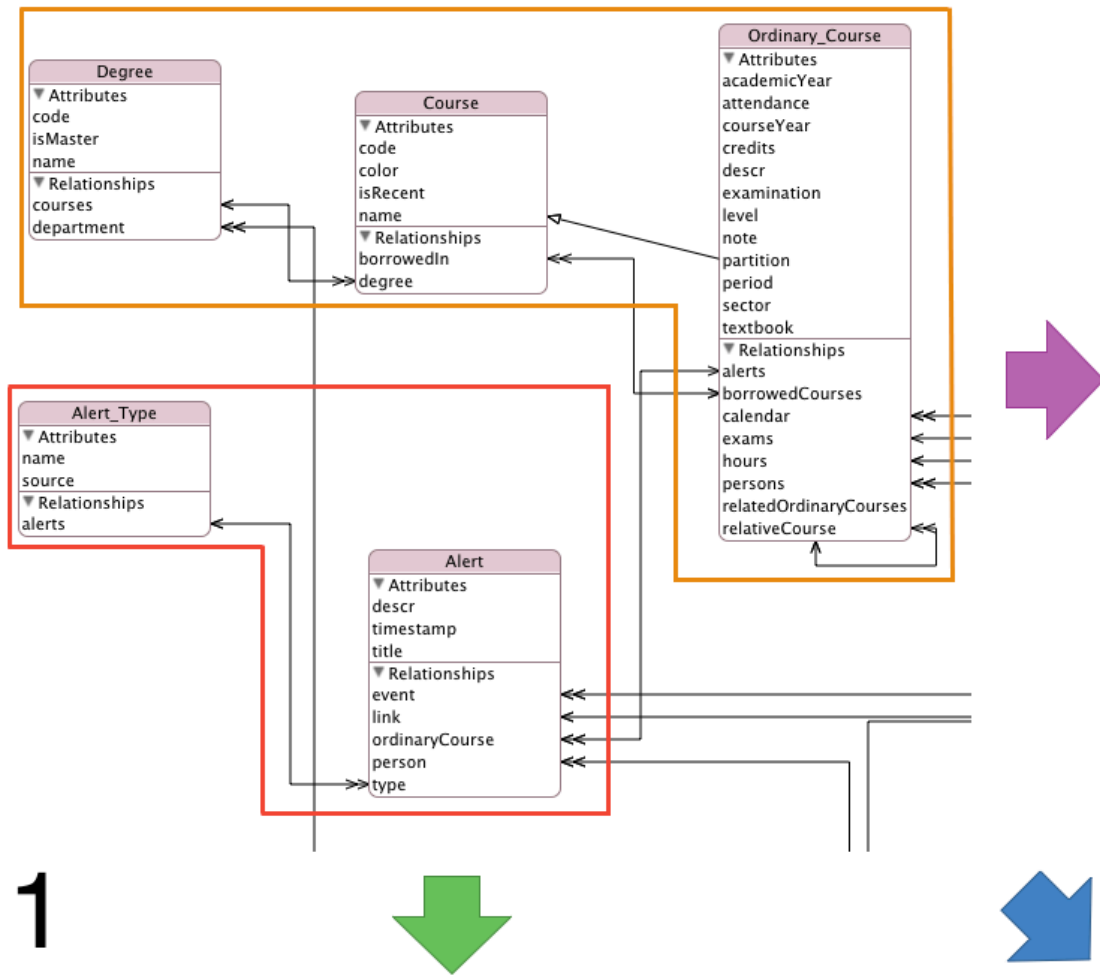 Degree
Attributes
code
isMaster
name
Relationships
courses
department
Course
Attributes
code
color
isRecent
name
Relationships
borrowedIn
degree
Ordinary_Course
Attributes
academicYear
attendance
courseYear
credits
descr
examination
level
note
partition
period
sector
textbook
Relationships
alerts
borrowedCourses
calendar
exams
hours
persons
relatedOrdinaryCourses
relativeCourse
Alert_Type
Attributes
name
source
Relationships
alerts
Alert
Attributes
descr
timestamp
title
Relationships
event
link
ordinaryCourse
person
type
1